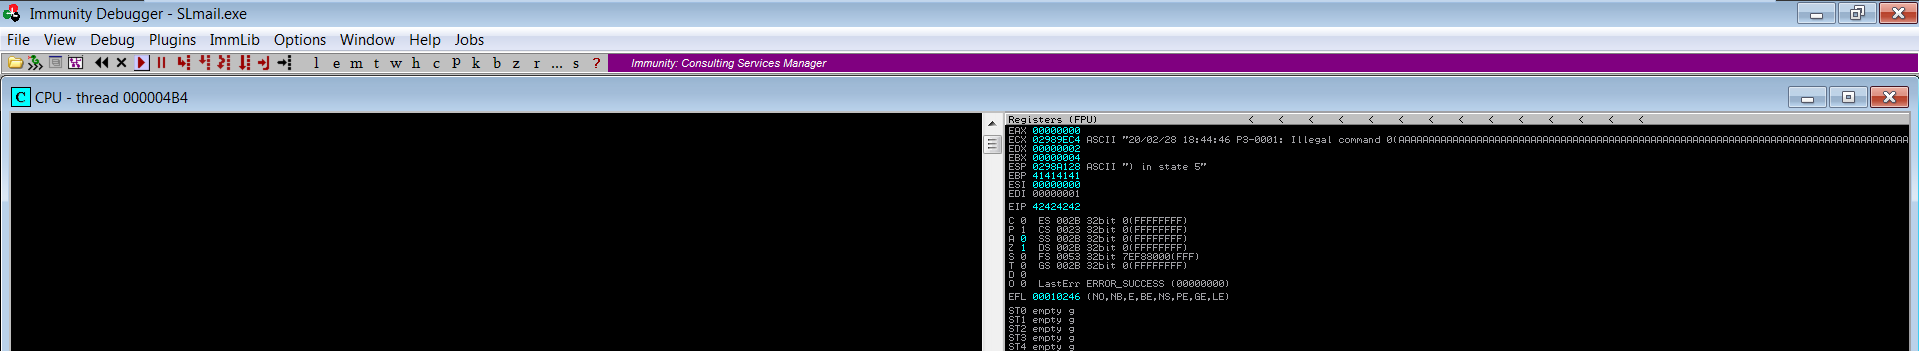 Immunity Debugger - SLmail.exe
File View Debug Plugins ImmLib Options Window Help Jobs
l e m t w h c P k b z r ... s ? Immunity: Consulting Services Manager
C CPU - thread 000004B4
Registers (FPU) < < < < < < < < < < < < < <
EAX 00000000
ECX 02989EC4 ASCII "20/02/28 18:44:46 P3-0001: Illegal command 0(AAAAAAAAAAAAAAAAAAAAAAAAAAAAAAAAAAAAAAAAAAAAAAAAAAAAAAAAAAAAAAAAAAAAAAAAAAAAAAAAAAAAA
EDX 00000002
EBX 00000004
ESP 0298A128 ASCII ") in state 5"
EBP 41414141
ESI 00000000
EDI 00000001
EIP 42424242
C 0 ES 002B 32bit 0(FFFFFFFF)
P 1 CS 0023 32bit 0(FFFFFFFF)
A 0 SS 002B 32bit 0(FFFFFFFF)
Z 1 DS 002B 32bit 0(FFFFFFFF)
S 0 FS 0053 32bit 7EF88000(FFF)
T 0 GS 002B 32bit 0(FFFFFFFF)
D 0
O 0 LastErr ERROR_SUCCESS (00000000)
EFL 00010246 (NO,NB,E,BE,NS,PE,GE,LE)
ST0 empty g
ST1 empty g
ST2 empty g
ST3 empty g
ST4 empty g